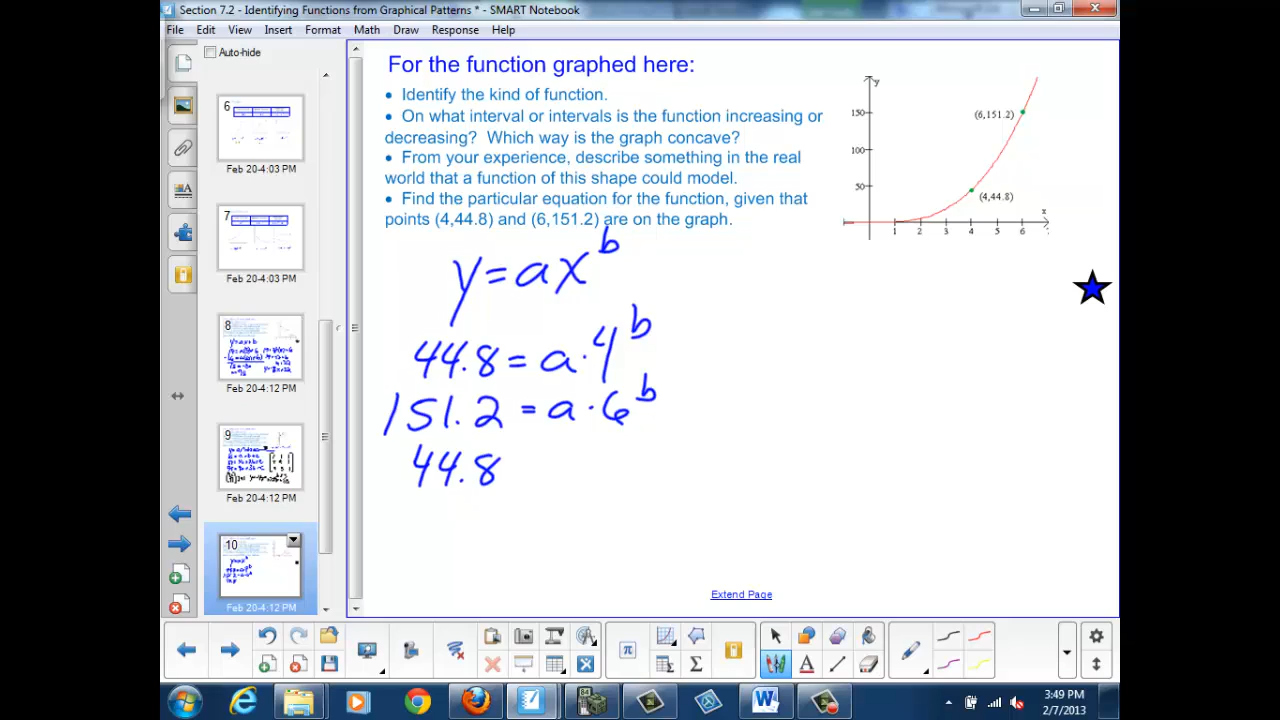 Section 7.2 - Identifying Functions from Graphical Patterns * - SMART Notebook
File Edit View Insert Format Math Draw Response Help
Auto-hide
6
Feb 20-4:03 PM
7
Feb 20-4:03 PM
8
Feb 20-4:12 PM
9
Feb 20-4:12 PM
10
Feb 20-4:12 PM
For the function graphed here:
• Identify the kind of function.
• On what interval or intervals is the function increasing or
decreasing? Which way is the graph concave?
• From your experience, describe something in the real
world that a function of this shape could model.
• Find the particular equation for the function, given that
points (4,44.8) and (6,151.2) are on the graph.
y
150
100
50
(6,151.2)
(4,44.8)
x
1 2 3 4 5 6
y = ax^b
44.8 = a·4^b
151.2 = a·6^b
44.8
Extend Page
3:49 PM
2/7/2013